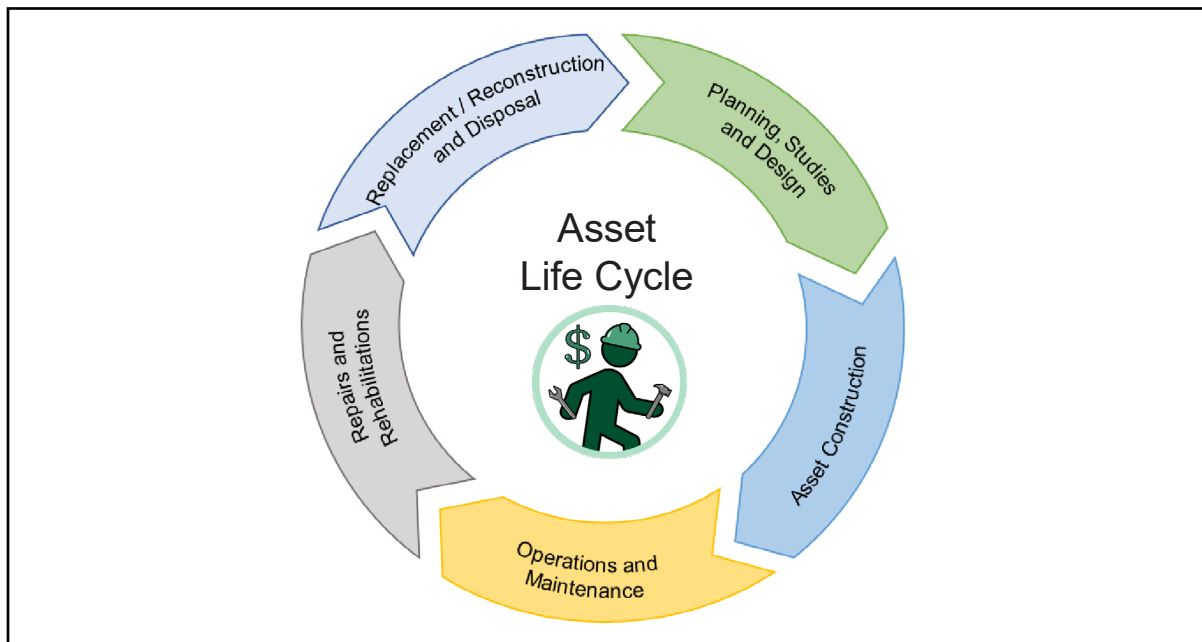 Asset
Life Cycle
$
Planning, Studies
and Design
Asset Construction
Operations and
Maintenance
Repairs and
Rehabilitations
Replacement / Reconstruction
and Disposal